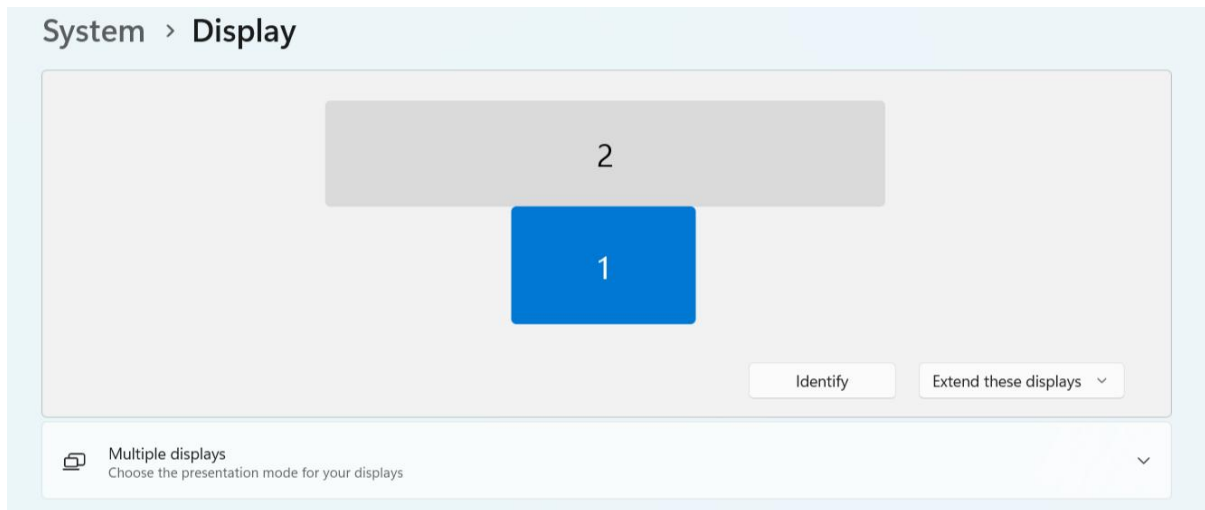 System > Display
2
1
Identify
Extend these displays
Multiple displays
Choose the presentation mode for your displays